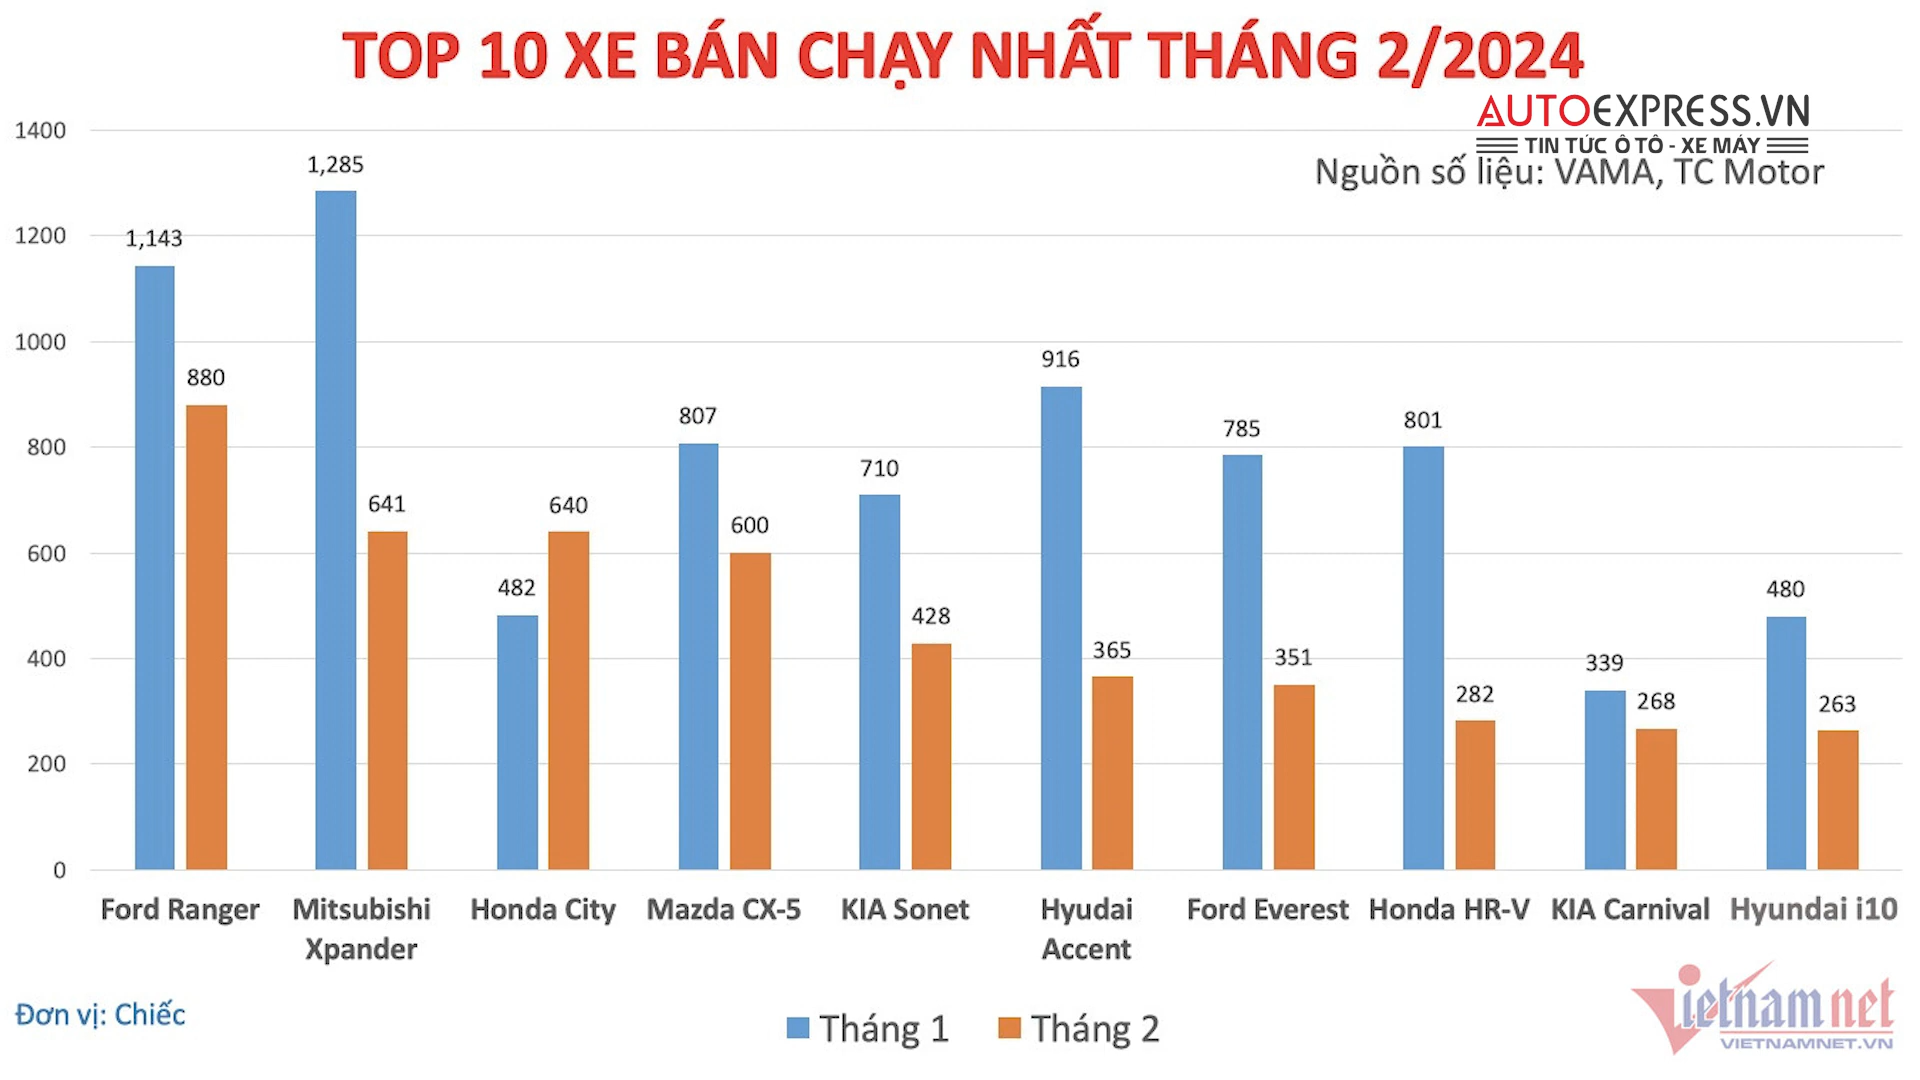 TOP 10 XE BÁN CHẠY NHẤT THÁNG 2/2024
AUTOEXPRESS.VN
TIN TỨC Ô TÔ - XE MÁY
Nguồn số liệu: VAMA, TC Motor
1400
1200
1000
800
600
400
200
0
1,143
880
1,285
641
482
640
807
600
710
428
916
365
785
351
801
282
339
268
480
263
Ford Ranger
Mitsubishi
Xpander
Honda City
Mazda CX-5
KIA Sonet
Hyudai
Accent
Ford Everest
Honda HR-V
KIA Carnival
Hyundai i10
Đơn vị: Chiếc
Tháng 1
Tháng 2
Vietnamnet
VIETNAMNET.VN